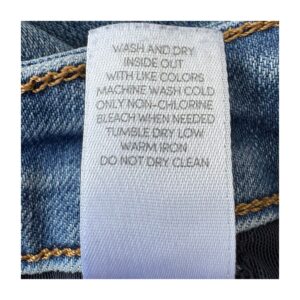 WASH AND DRY
INSIDE OUT
WITH LIKE COLORS
MACHINE WASH COLD
ONLY NON-CHLORINE
BLEACH WHEN NEEDED
TUMBLE DRY LOW
WARM IRON
DO NOT DRY CLEAN